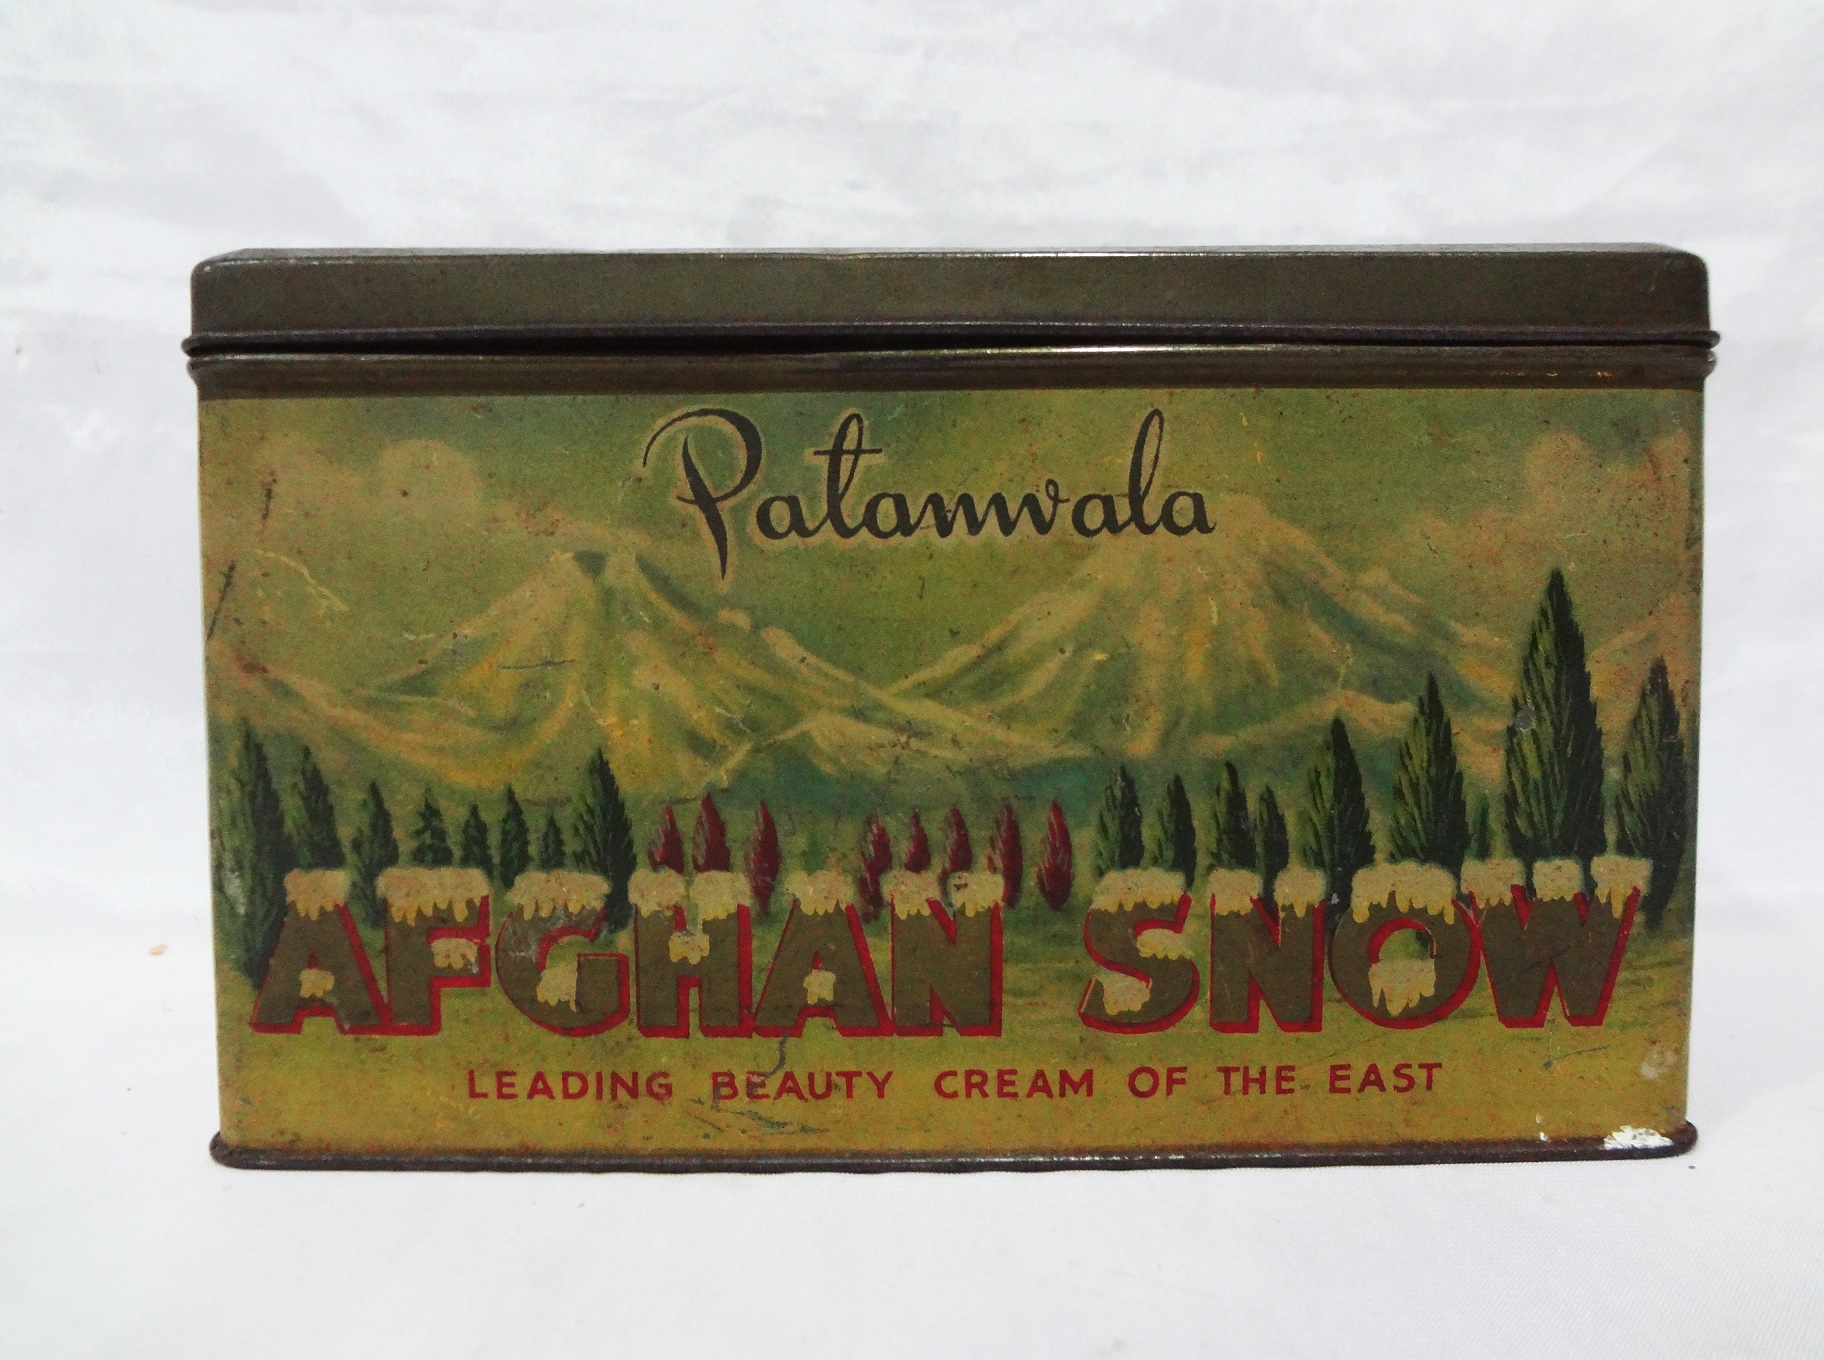 Patanwala
AFGHAN SNOW
LEADING BEAUTY CREAM OF THE EAST